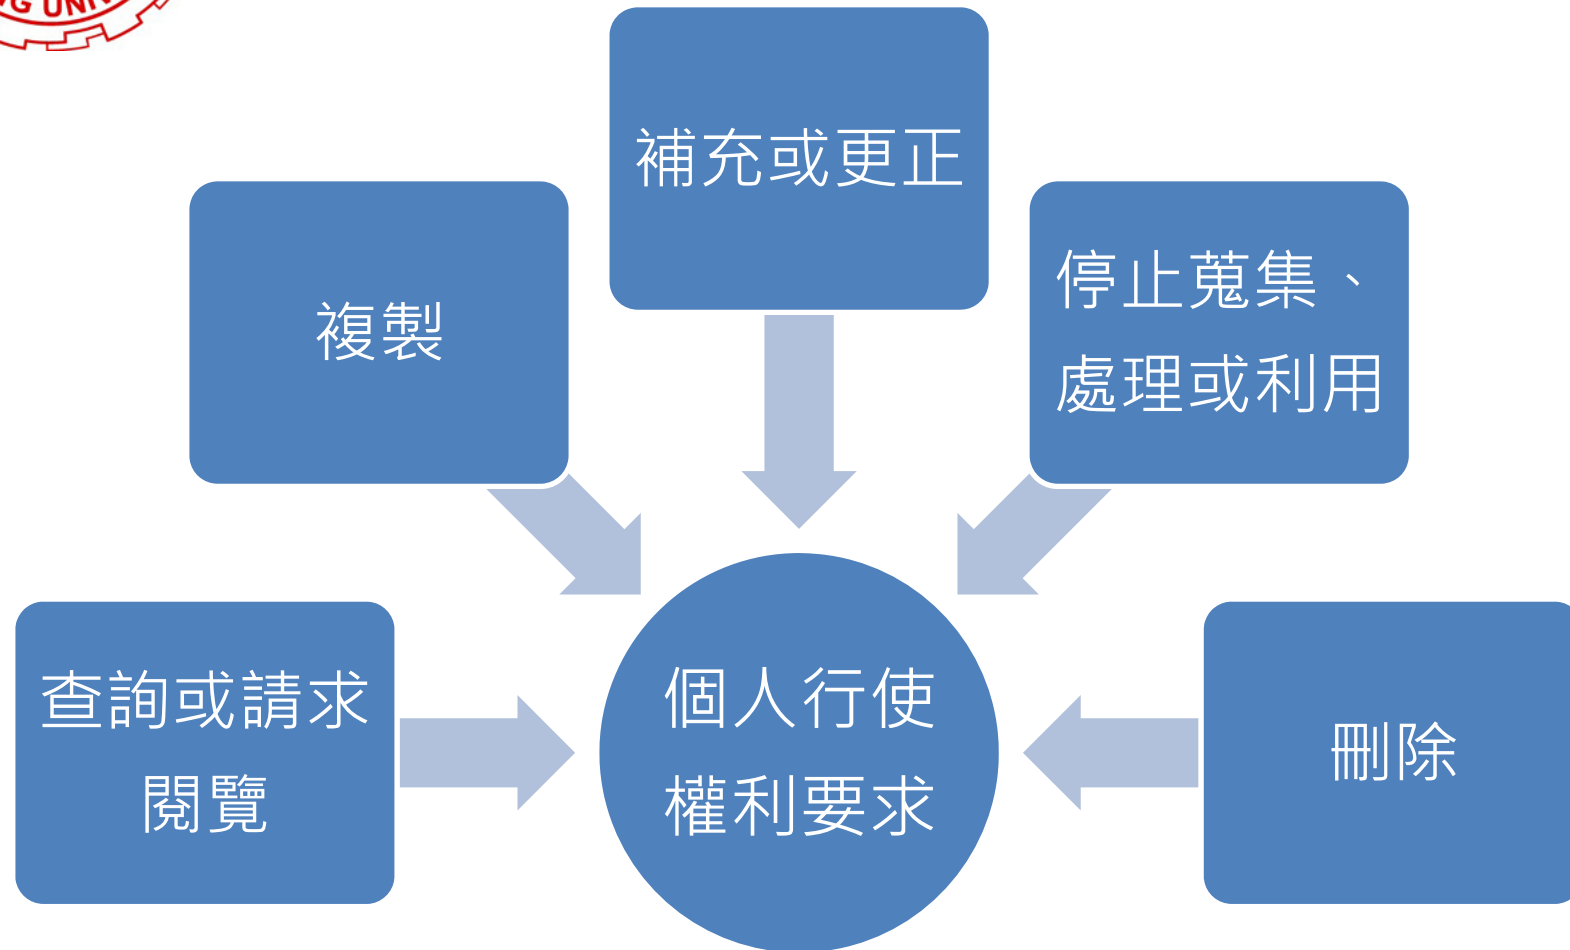 G UNIV
補充或更正
複製
停止蒐集、
處理或利用
查詢或請求
閱覽
個人行使
權利要求
刪除